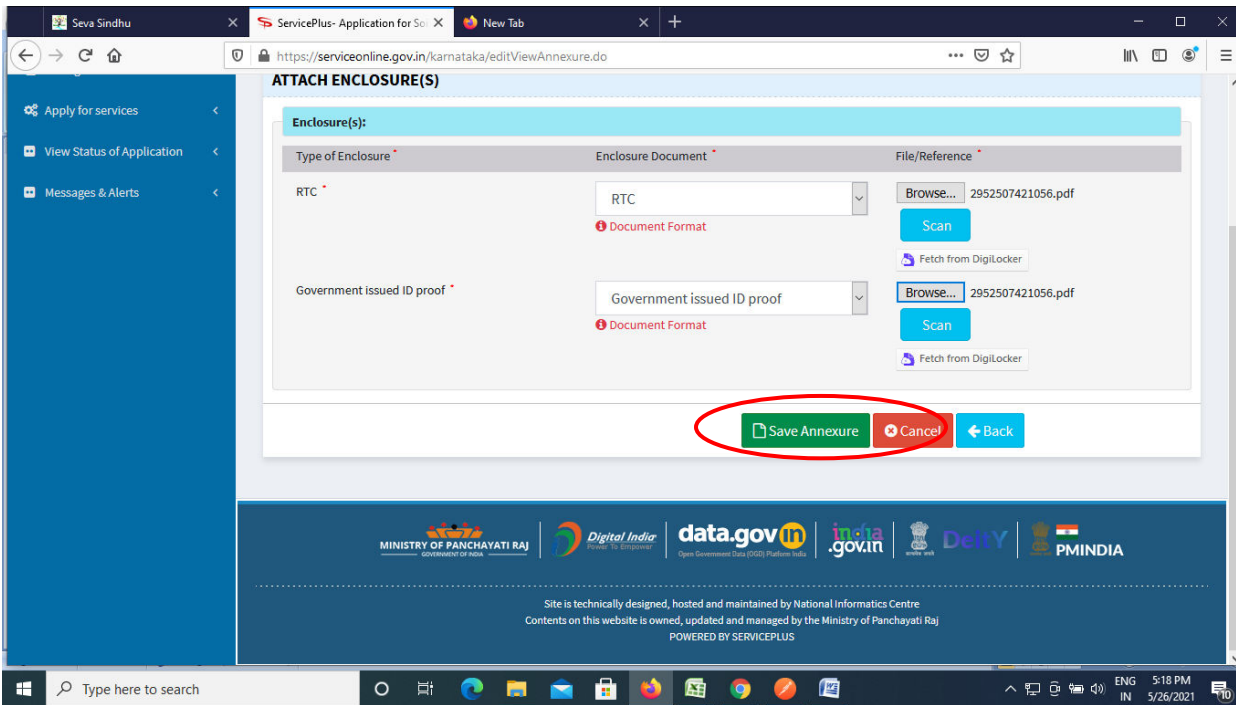 Seva Sindhu
ServicePlus- Application for So
New Tab
https://serviceonline.gov.in/karnataka/editViewAnnexure.do
ATTACH ENCLOSURE(S)
Apply for services
View Status of Application
Messages & Alerts
Enclosure(s):
Type of Enclosure * Enclosure Document * File/Reference *
RTC * RTC Browse... 2952507421056.pdf
Document Format Scan
Fetch from DigiLocker
Government issued ID proof * Government issued ID proof Browse... 2952507421056.pdf
Document Format Scan
Fetch from DigiLocker
Save Annexure Cancel Back
MINISTRY OF PANCHAYATI RAJ
GOVERNMENT OF INDIA
Digital India
Power To Empower
data.gov in
Open Government Data (OGD) Platform India
india
.gov.in
DeitY
PMINDIA
Site is technically designed, hosted and maintained by National Informatics Centre
Contents on this website is owned, updated and managed by the Ministry of Panchayati Raj
POWERED BY SERVICEPLUS
Type here to search
ENG 5:18 PM
IN 5/26/2021
10